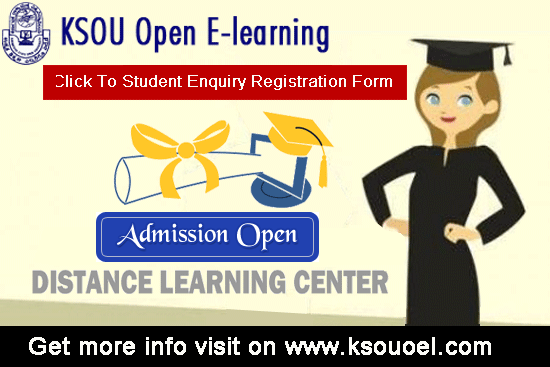 KSOU Open E-learning
Click To Student Enquiry Registration Form
Admission Open
DISTANCE LEARNING CENTER
Get more info visit on www.ksouoel.com